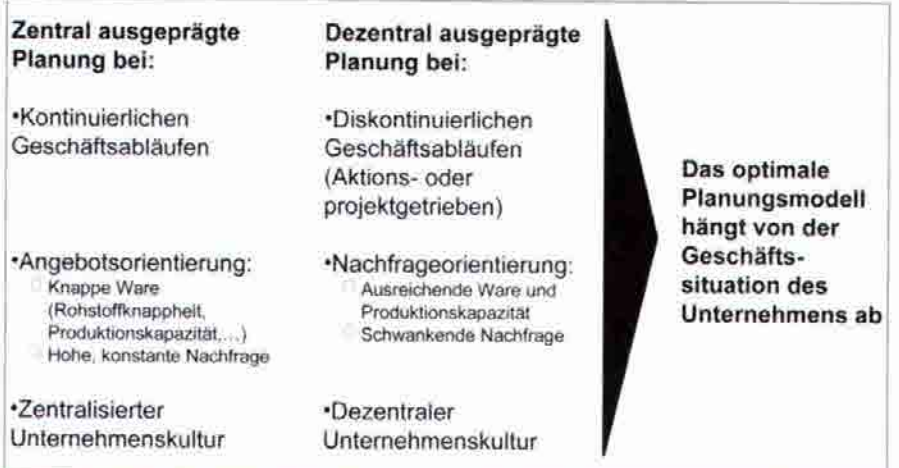 Zentral ausgeprägte
Planung bei:
•Kontinuierlichen
Geschäftsabläufen
•Angebotsorientierung:
Knappe Ware
(Rohstoffknappheit,
Produktionskapazität,...)
Hohe, konstante Nachfrage
•Zentralisierter
Unternehmenskultur
Dezentral ausgeprägte
Planung bei:
•Diskontinuierlichen
Geschäftsabläufen
(Aktions- oder
projektgetrieben)
•Nachfrageorientierung:
Ausreichende Ware und
Produktionskapazität
Schwankende Nachfrage
•Dezentraler
Unternehmenskultur
Das optimale
Planungsmodell
hängt von der
Geschäfts-
situation des
Unternehmens ab